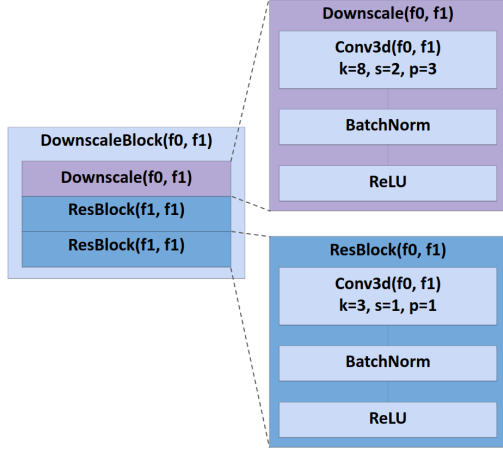 DownscaleBlock(f0, f1)
Downscale(f0, f1)
ResBlock(f1, f1)
ResBlock(f1, f1)
Downscale(f0, f1)
Conv3d(f0, f1)
k=8, s=2, p=3
BatchNorm
ReLU
ResBlock(f0, f1)
Conv3d(f0, f1)
k=3, s=1, p=1
BatchNorm
ReLU